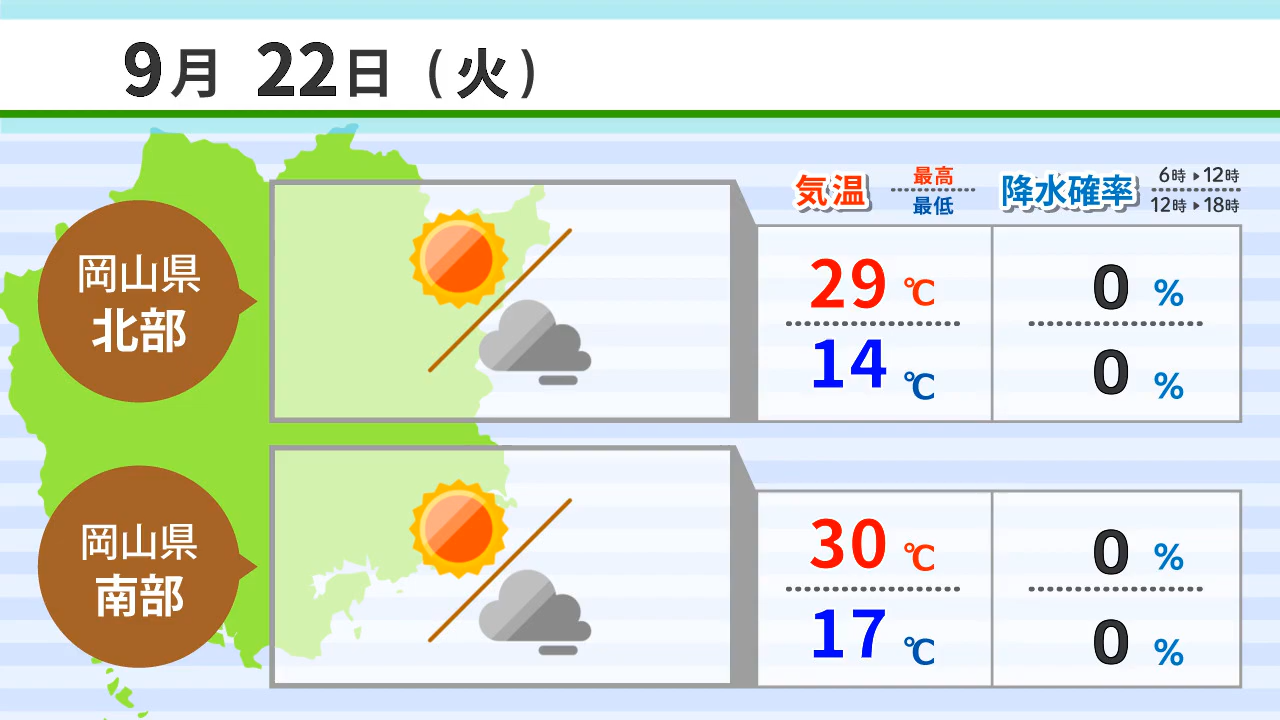 9月 22日 (火)
気温 最高 最低 降水確率 6時▶12時 12時▶18時
岡山県
北部
29℃ 0%
14℃ 0%
岡山県
南部
30℃ 0%
17℃ 0%